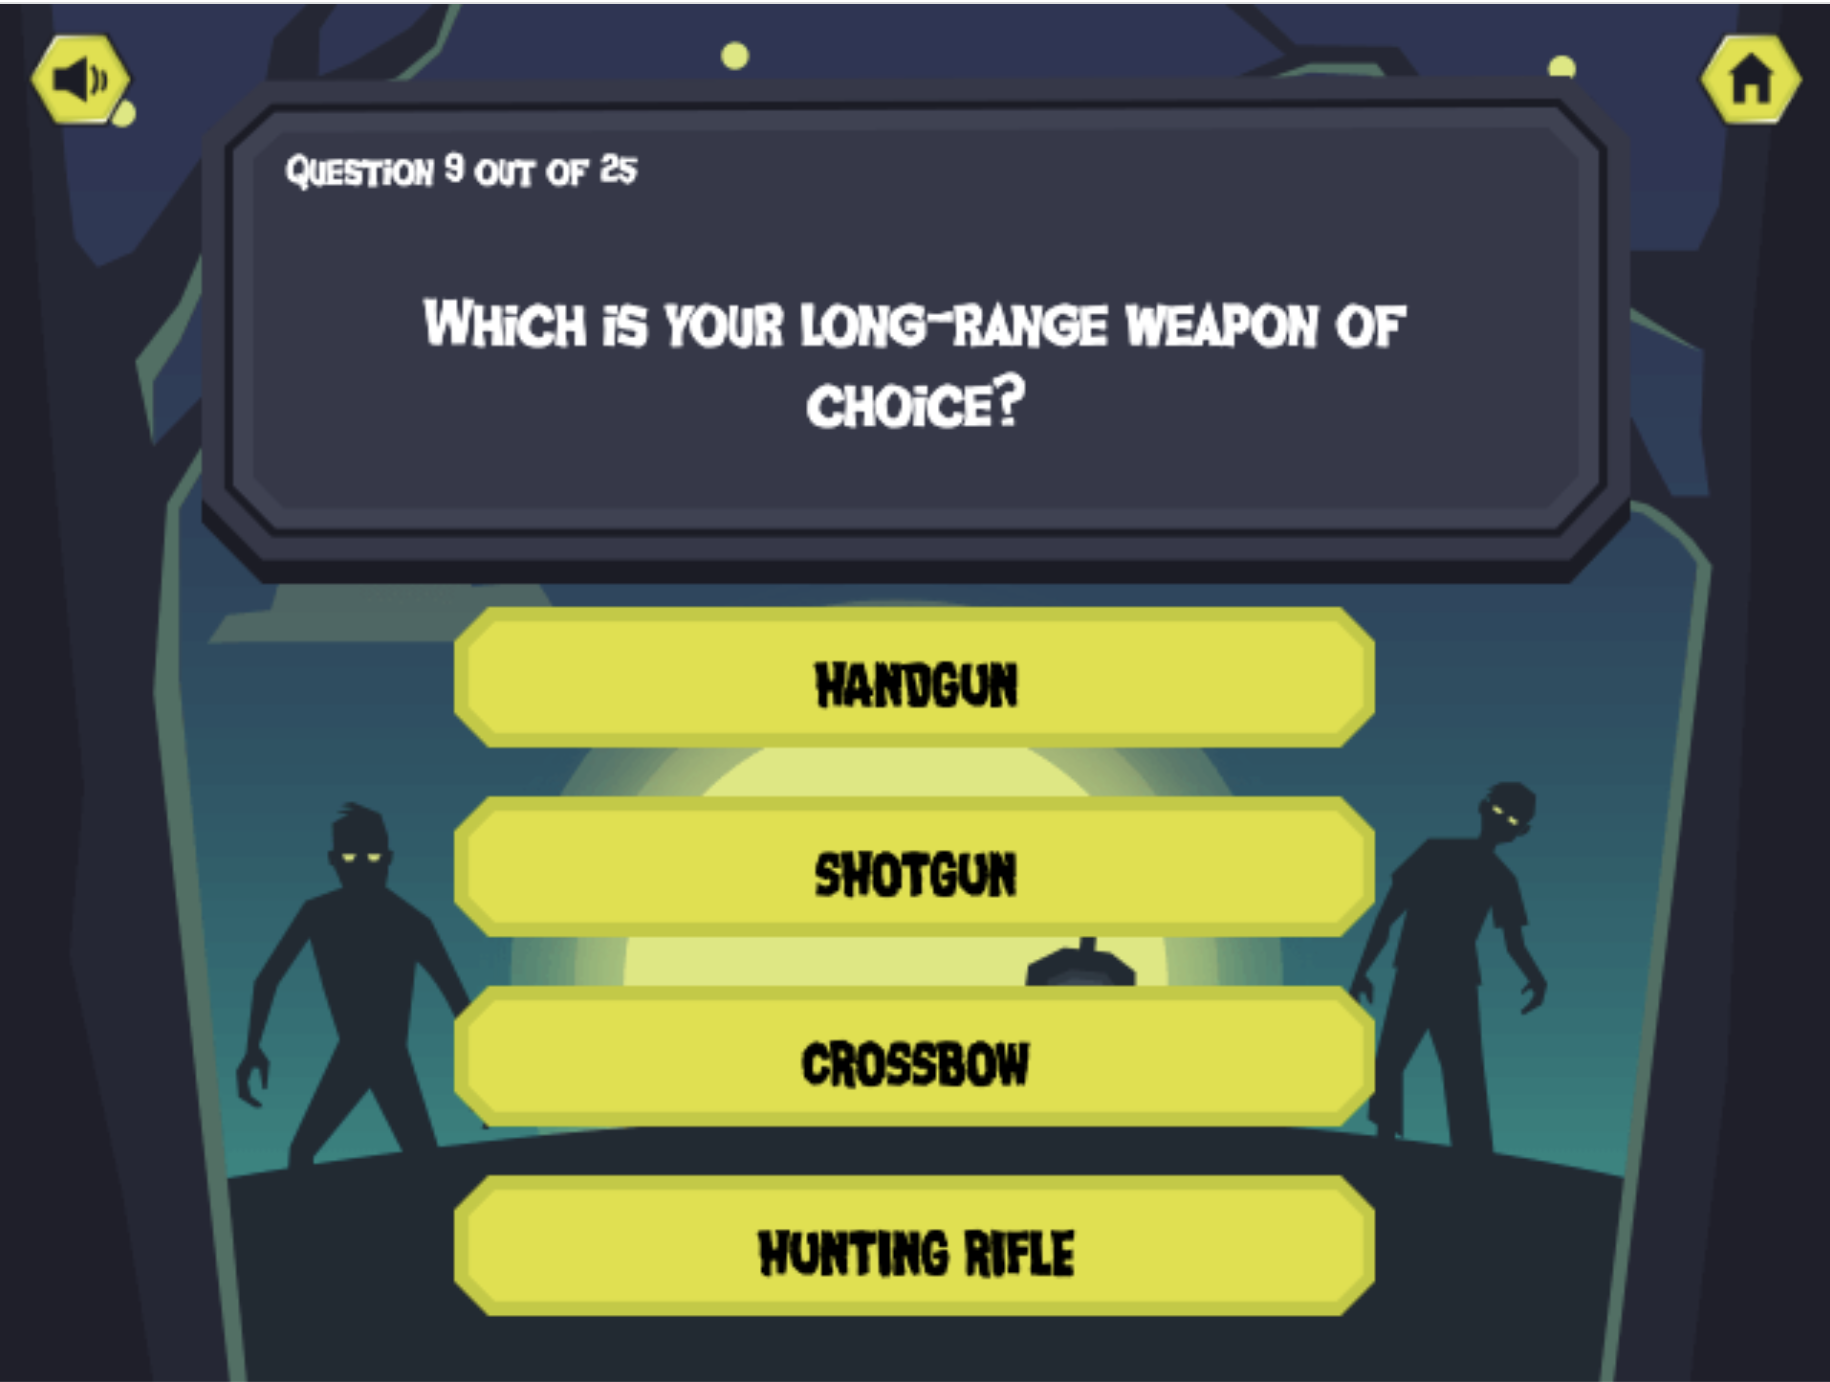 Question 9 out of 25
Which is your long-range weapon of
choice?
HANDGUN
SHOTGUN
CROSSBOW
HUNTING RIFLE